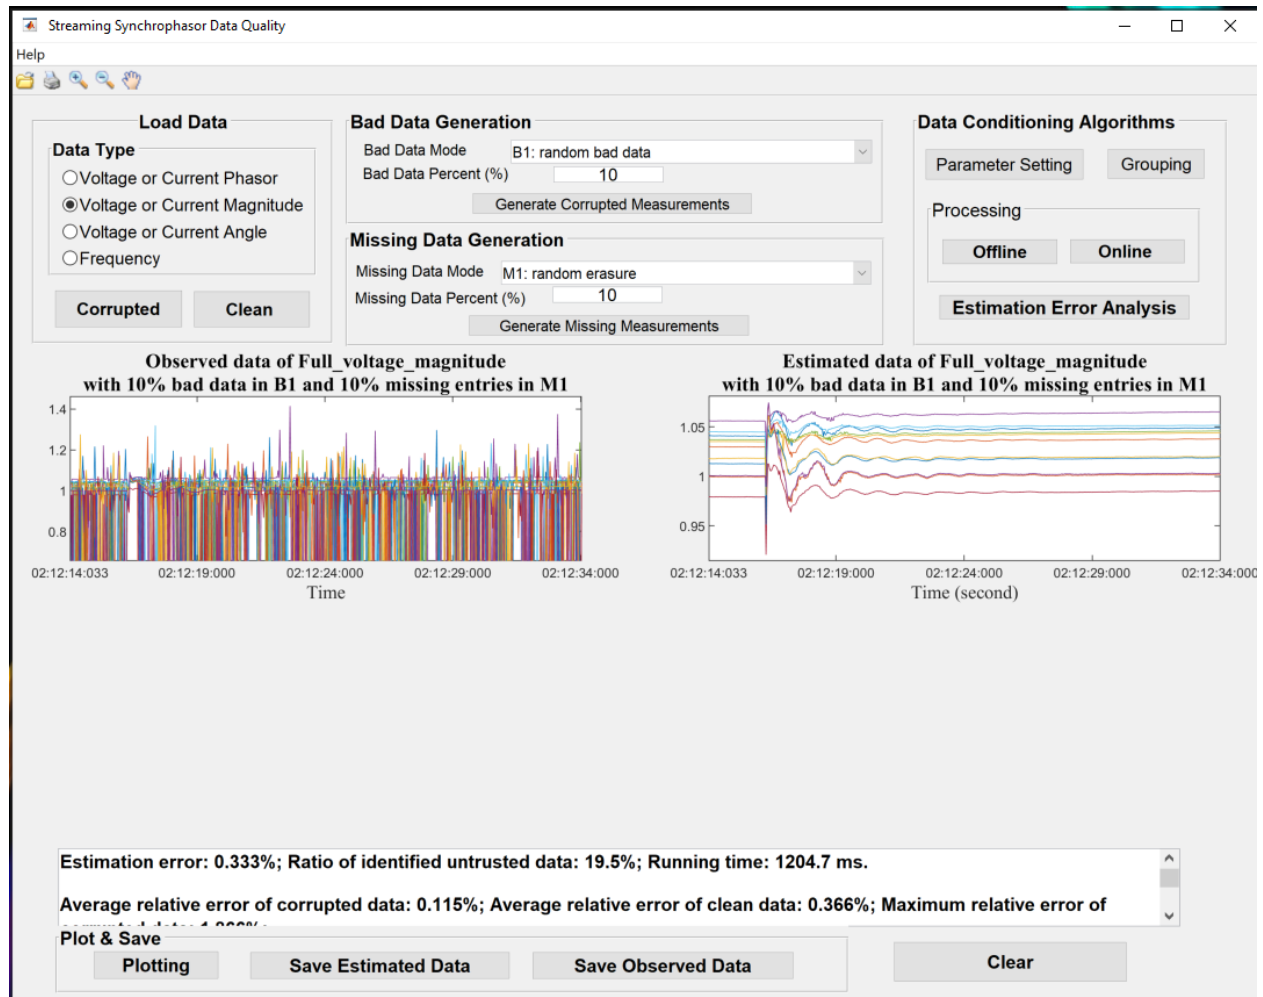 Streaming Synchrophasor Data Quality
Help
Load Data
Data Type
Voltage or Current Phasor
Voltage or Current Magnitude
Voltage or Current Angle
Frequency
Corrupted
Clean
Bad Data Generation
Bad Data Mode
B1: random bad data
Bad Data Percent (%)
10
Generate Corrupted Measurements
Missing Data Generation
Missing Data Mode
M1: random erasure
Missing Data Percent (%)
10
Generate Missing Measurements
Data Conditioning Algorithms
Parameter Setting
Grouping
Processing
Offline
Online
Estimation Error Analysis
Observed data of Full_voltage_magnitude
with 10% bad data in B1 and 10% missing entries in M1
1.4
1.2
1
0.8
02:12:14:033
02:12:19:000
02:12:24:000
02:12:29:000
02:12:34:000
Time
Estimated data of Full_voltage_magnitude
with 10% bad data in B1 and 10% missing entries in M1
1.05
1
0.95
02:12:14:033
02:12:19:000
02:12:24:000
02:12:29:000
02:12:34:000
Time (second)
Estimation error: 0.333%; Ratio of identified untrusted data: 19.5%; Running time: 1204.7 ms.
Average relative error of corrupted data: 0.115%; Average relative error of clean data: 0.366%; Maximum relative error of
Plot & Save
Plotting
Save Estimated Data
Save Observed Data
Clear